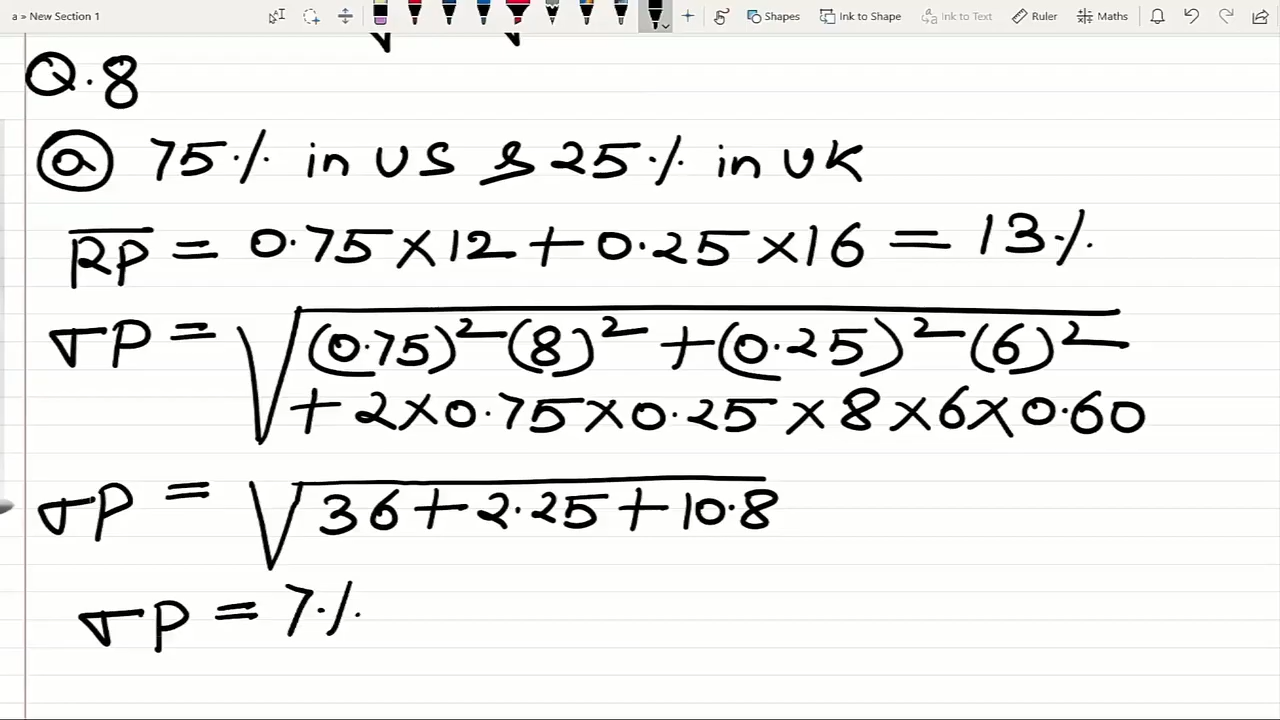 a > New Section 1
Shapes Ink to Shape Ink to Text Ruler Maths
Q.8
(a) 75% in US & 25% in UK
R̅P̅ = 0.75×12+0.25×16 = 13%
σP = √(0.75)²(8)² +(0.25)²(6)²
+ 2×0.75×0.25×8×6×0.60
σP = √36+2.25+10.8
σP = 7%